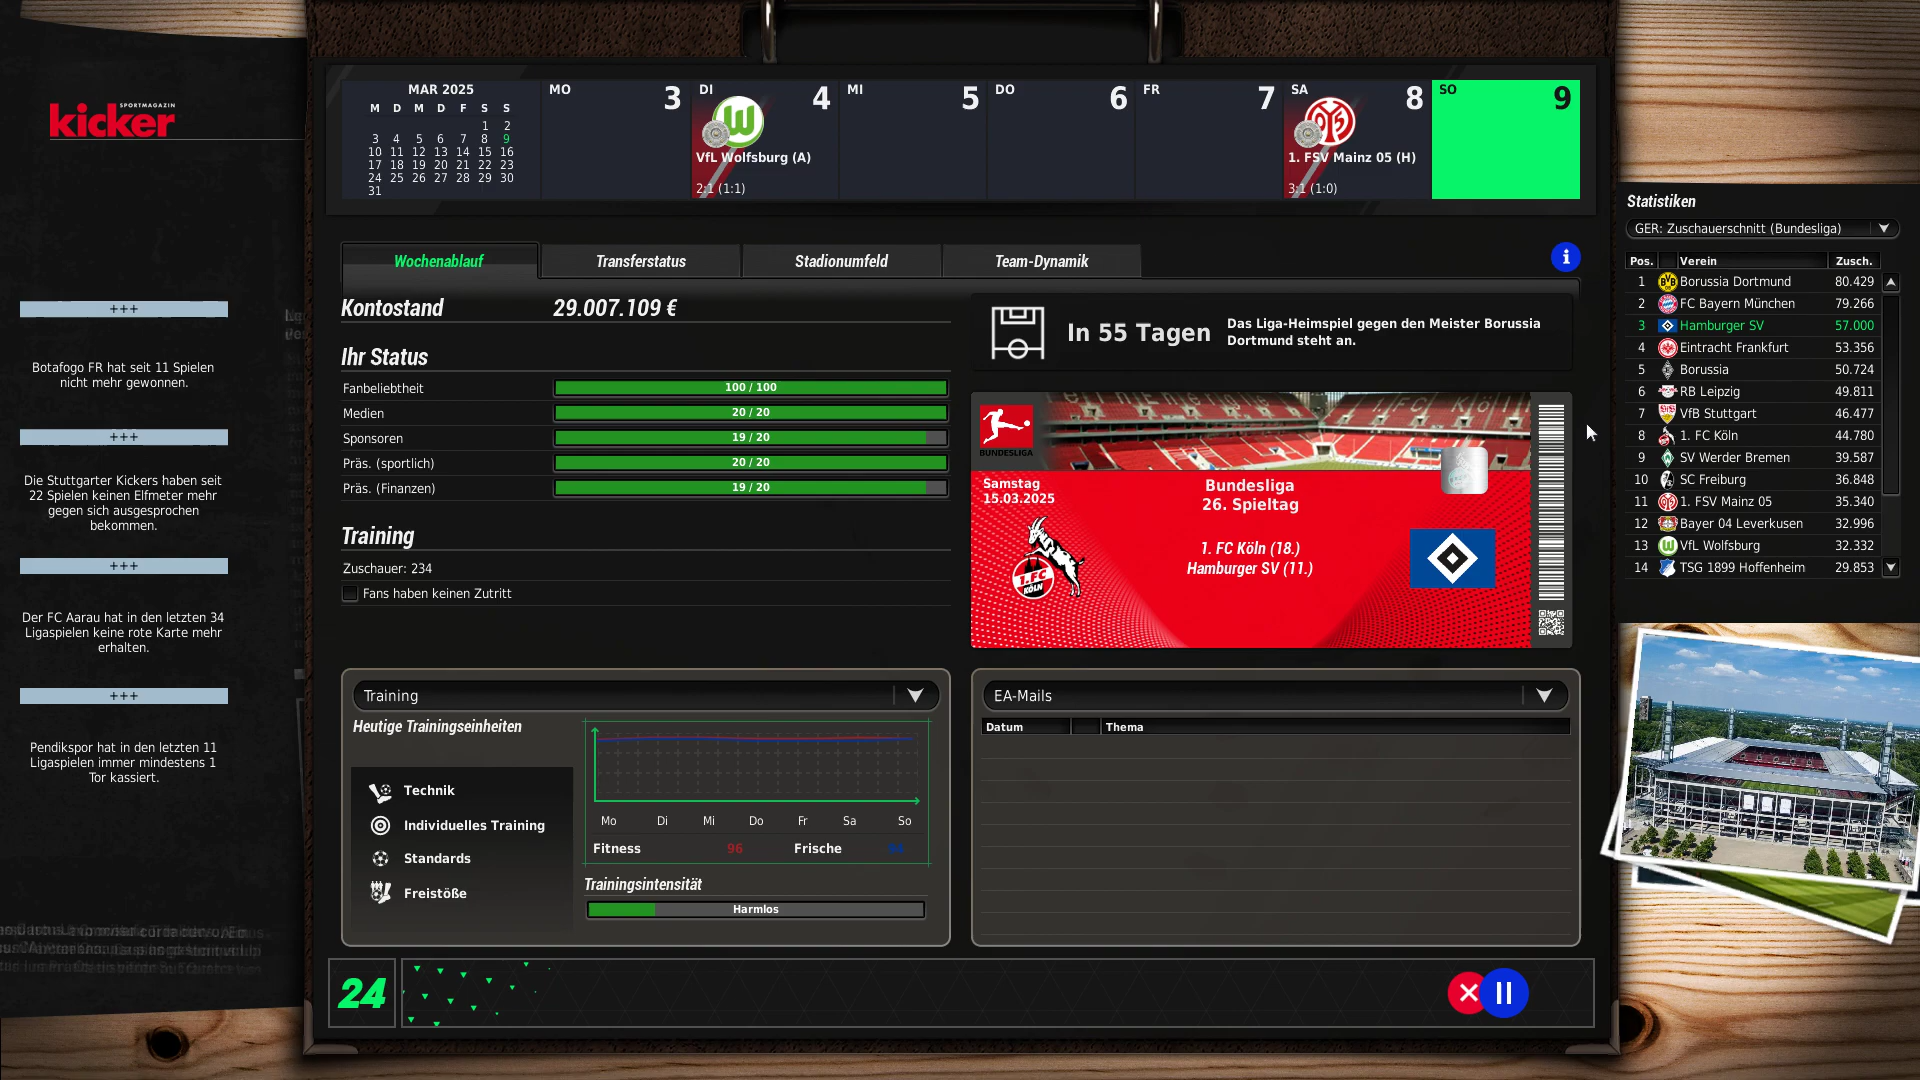 SPORTMAGAZIN
kicker
+++
Botafogo FR hat seit 11 Spielen
nicht mehr gewonnen.
+++
Die Stuttgarter Kickers haben seit
22 Spielen keinen Elfmeter mehr
gegen sich ausgesprochen
bekommen.
+++
Der FC Aarau hat in den letzten 34
Ligaspielen keine rote Karte mehr
erhalten.
+++
Pendikspor hat in den letzten 11
Ligaspielen immer mindestens 1
Tor kassiert.
MAR 2025
M D M D F S S
1 2
3 4 5 6 7 8 9
10 11 12 13 14 15 16
17 18 19 20 21 22 23
24 25 26 27 28 29 30
31
MO 3
DI 4
VfL Wolfsburg (A)
2:1 (1:1)
MI 5
DO 6
FR 7
SA 8
1. FSV Mainz 05 (H)
3:1 (1:0)
SO 9
Wochenablauf
Transferstatus
Stadionumfeld
Team-Dynamik
i
Kontostand 29.007.109 €
Ihr Status
Fanbeliebtheit 100 / 100
Medien 20 / 20
Sponsoren 19 / 20
Präs. (sportlich) 20 / 20
Präs. (Finanzen) 19 / 20
Training
Zuschauer: 234
Fans haben keinen Zutritt
In 55 Tagen
Das Liga-Heimspiel gegen den Meister Borussia
Dortmund steht an.
BUNDESLIGA
Samstag
15.03.2025
Bundesliga
26. Spieltag
1. FC Köln (18.)
Hamburger SV (11.)
1.FC
KÖLN
Training
Heutige Trainingseinheiten
Technik
Individuelles Training
Standards
Freistöße
Mo Di Mi Do Fr Sa So
Fitness 96 Frische
Trainingsintensität
Harmlos
EA-Mails
Datum Thema
24
Statistiken
GER: Zuschauerschnitt (Bundesliga)
Pos. Verein Zusch.
1 Borussia Dortmund 80.429
2 FC Bayern München 79.266
3 Hamburger SV 57.000
4 Eintracht Frankfurt 53.356
5 Borussia 50.724
6 RB Leipzig 49.811
7 VfB Stuttgart 46.477
8 1. FC Köln 44.780
9 SV Werder Bremen 39.587
10 SC Freiburg 36.848
11 1. FSV Mainz 05 35.340
12 Bayer 04 Leverkusen 32.996
13 VfL Wolfsburg 32.332
14 TSG 1899 Hoffenheim 29.853